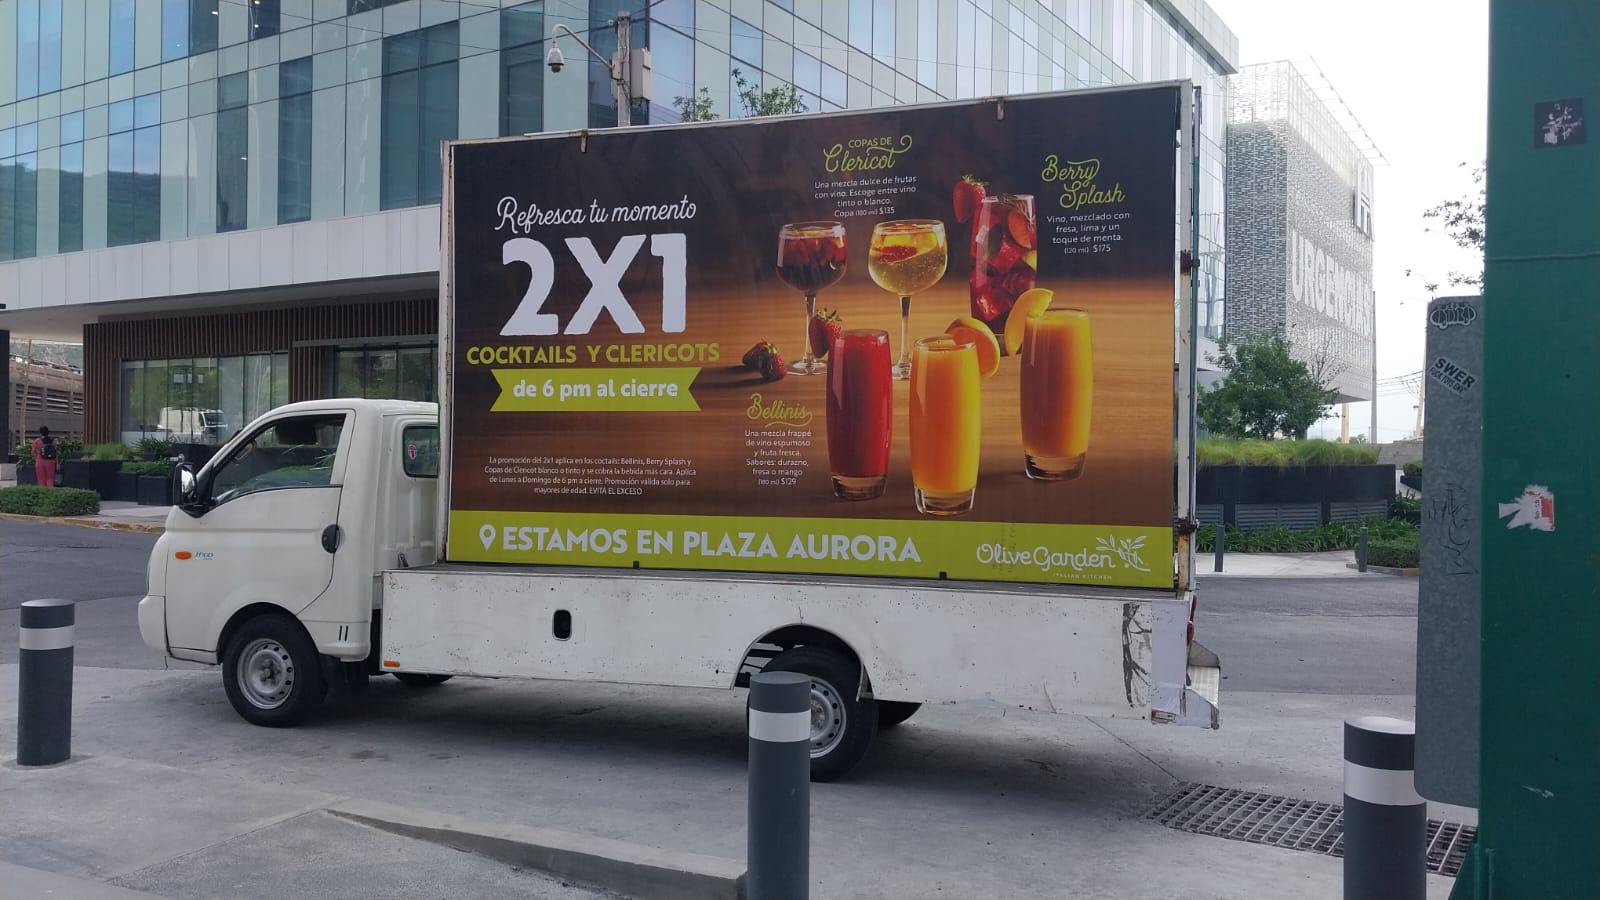 Refresca tu momento
2X1
COCKTAILS Y CLERICOTS
de 6 pm al cierre
La promoción del 2x1 aplica en los coctails: Bellinis, Berry Splash y
Copas de Clericot blanco o tinto y se cobra la bebida más cara. Aplica
de Lunes a Domingo de 6 pm a cierre. Promoción válida solo para
mayores de edad. EVITA EL EXCESO
COPAS DE
Clericot
Una mezcla dulce de frutas
con vino. Escoge entre vino
tinto o blanco.
Copa (180 ml) $135
Berry
Splash
Vino, mezclado con
fresa, lima y un
toque de menta.
(120 ml) $175
Bellinis
Una mezcla frappé
de vino espumoso
y fruta fresca.
Sabores: durazno,
fresa o mango
(180 ml) $129
ESTAMOS EN PLAZA AURORA
Olive Garden
ITALIAN KITCHEN
H100
H
URGENCIAS
SWER